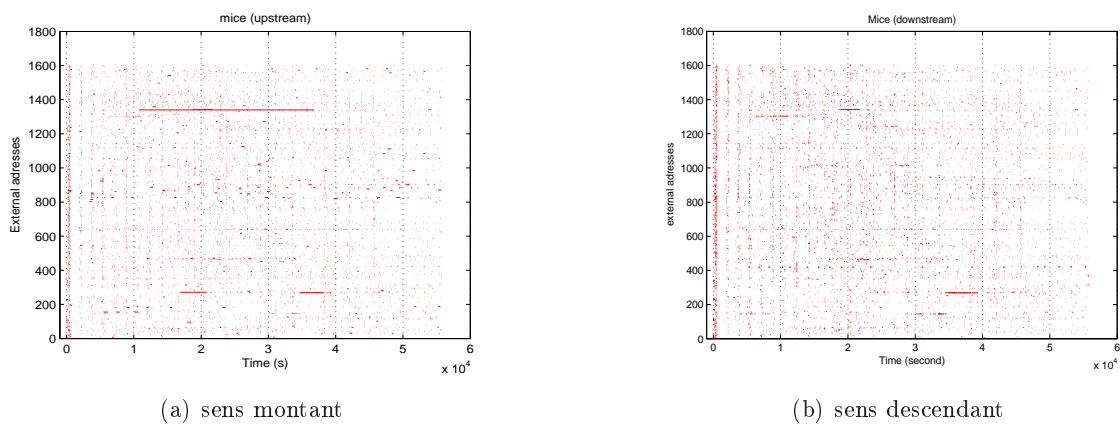 mice (upstream)
1800
1600
1400
1200
1000
800
600
400
200
0
External adresses
0 1 2 3 4 5 6
Time (s)
x 10^4
(a) sens montant
Mice (downstream)
1800
1600
1400
1200
1000
800
600
400
200
0
external adresses
0 1 2 3 4 5 6
Time (second)
x 10^4
(b) sens descendant